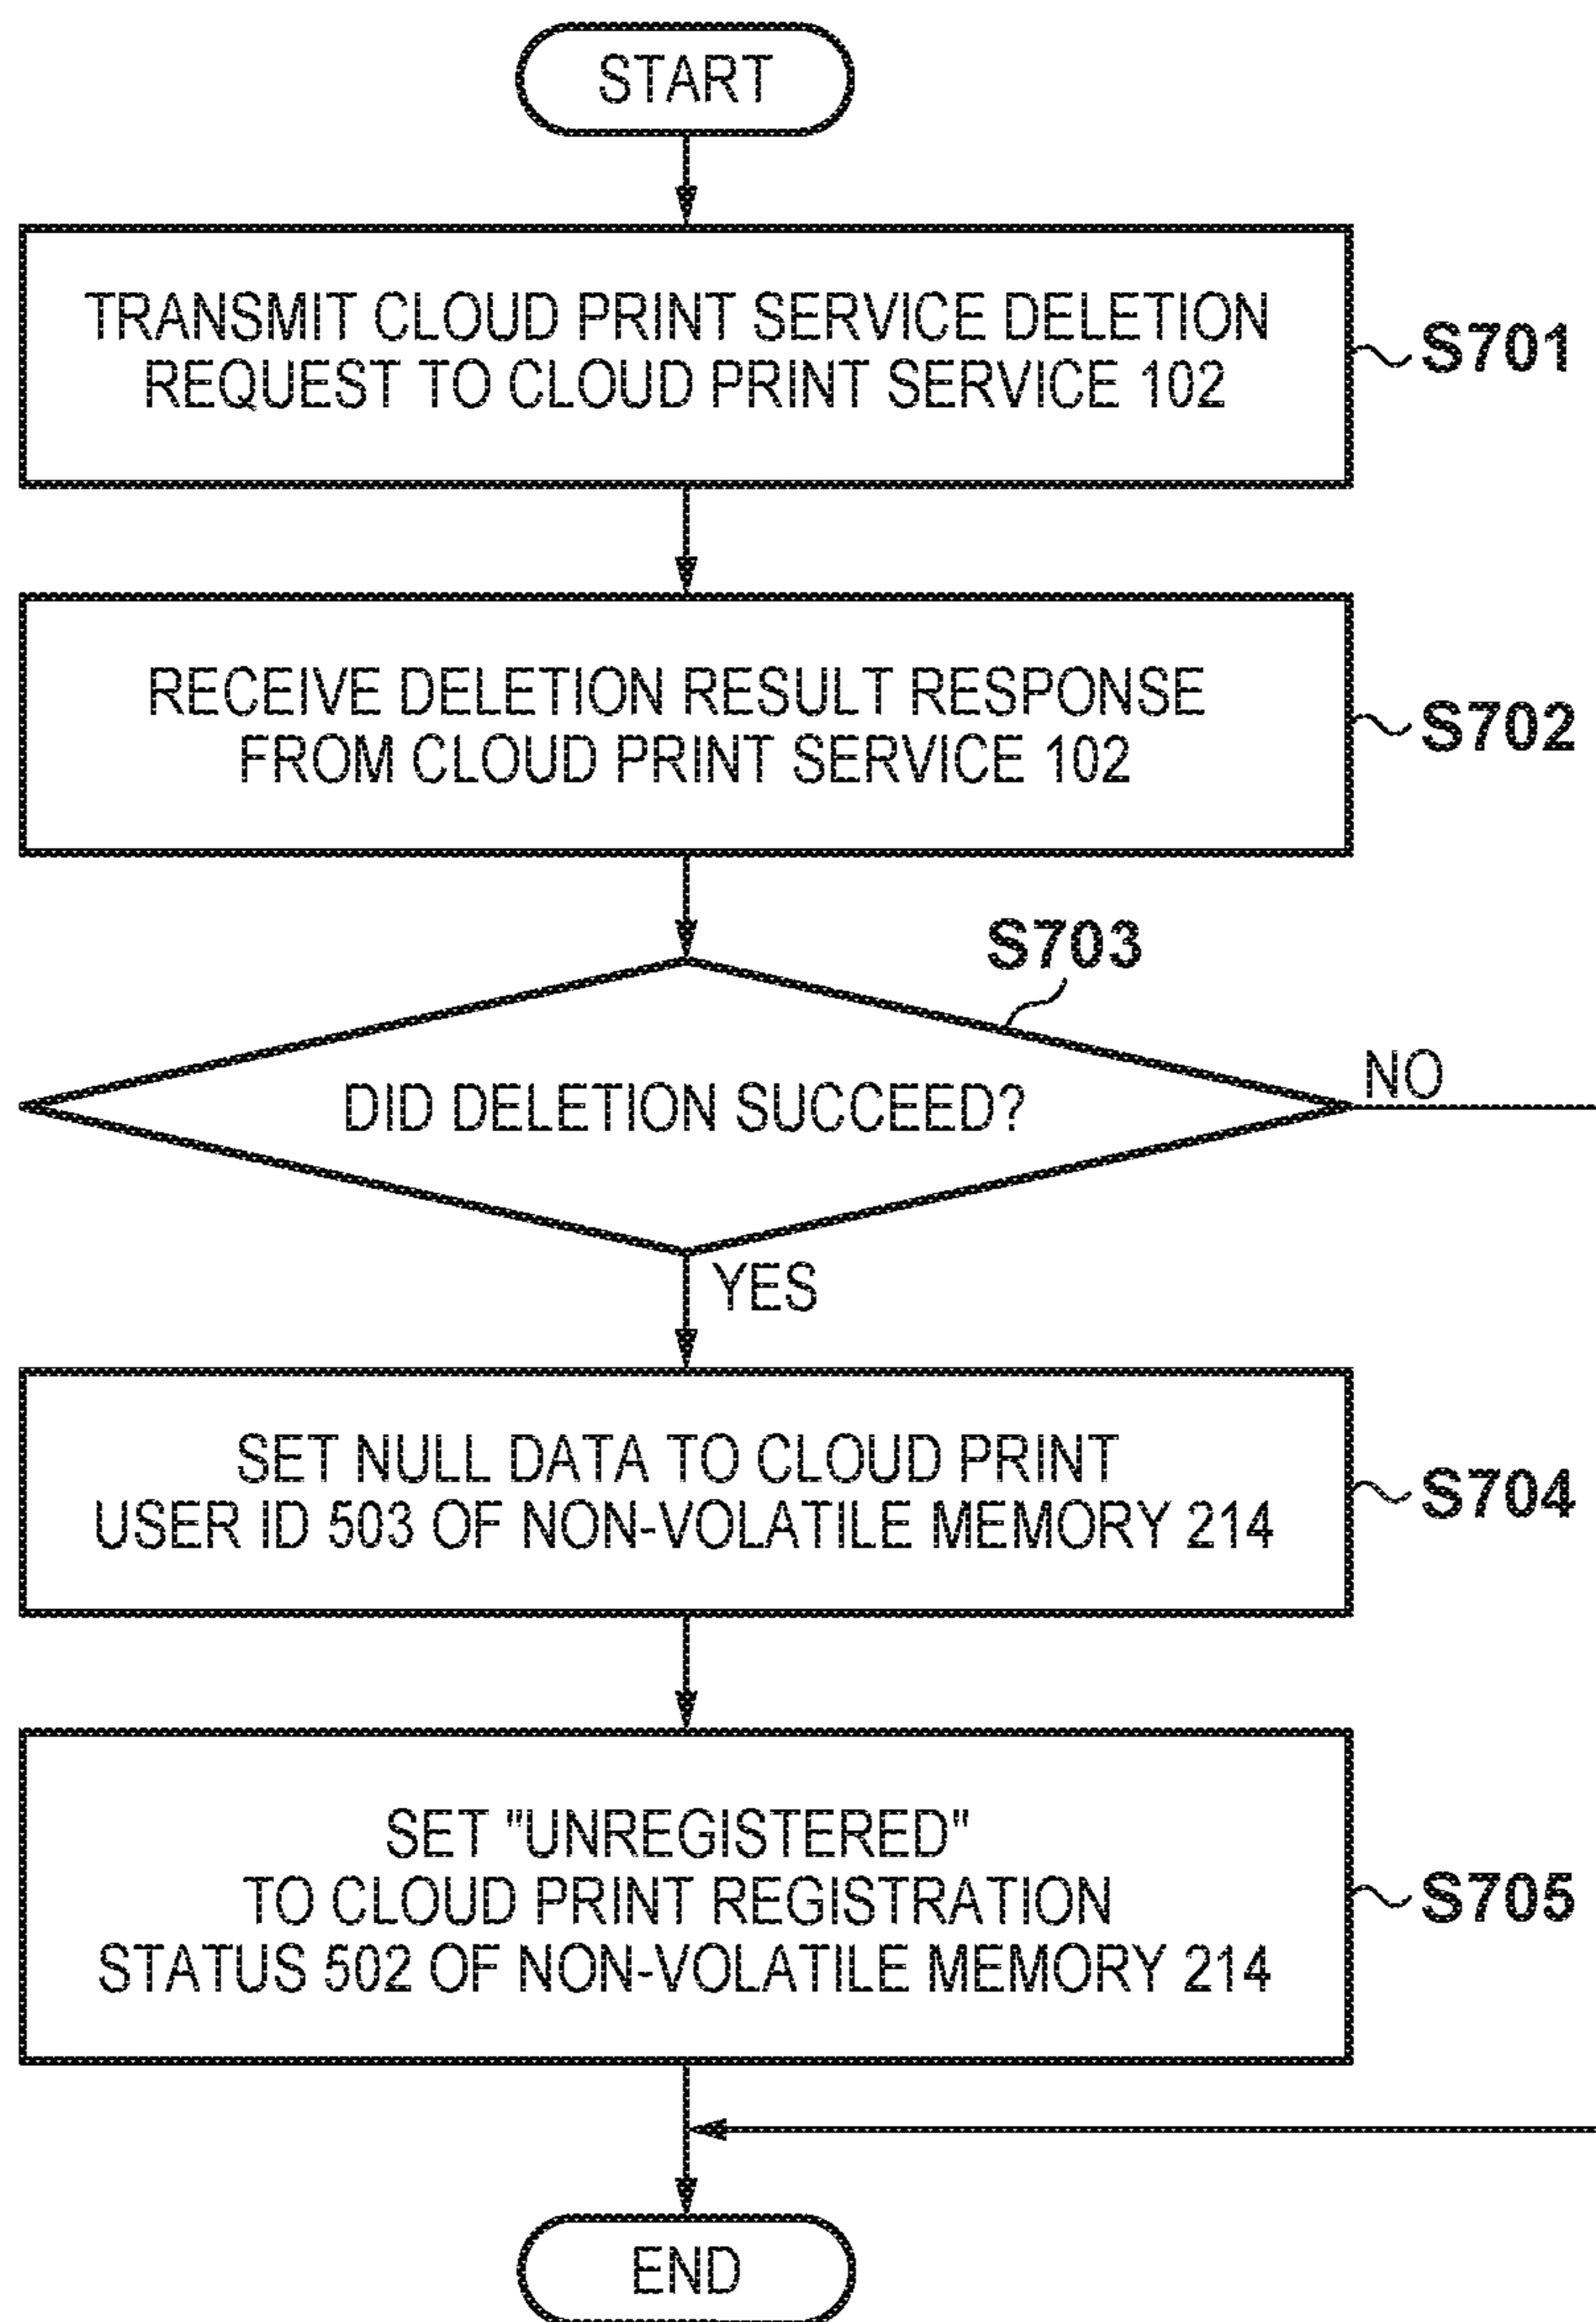 START
TRANSMIT CLOUD PRINT SERVICE DELETION
REQUEST TO CLOUD PRINT SERVICE 102
S701
RECEIVE DELETION RESULT RESPONSE
FROM CLOUD PRINT SERVICE 102
S702
S703
DID DELETION SUCCEED?
NO
YES
SET NULL DATA TO CLOUD PRINT
USER ID 503 OF NON-VOLATILE MEMORY 214
S704
SET "UNREGISTERED"
TO CLOUD PRINT REGISTRATION
STATUS 502 OF NON-VOLATILE MEMORY 214
S705
END